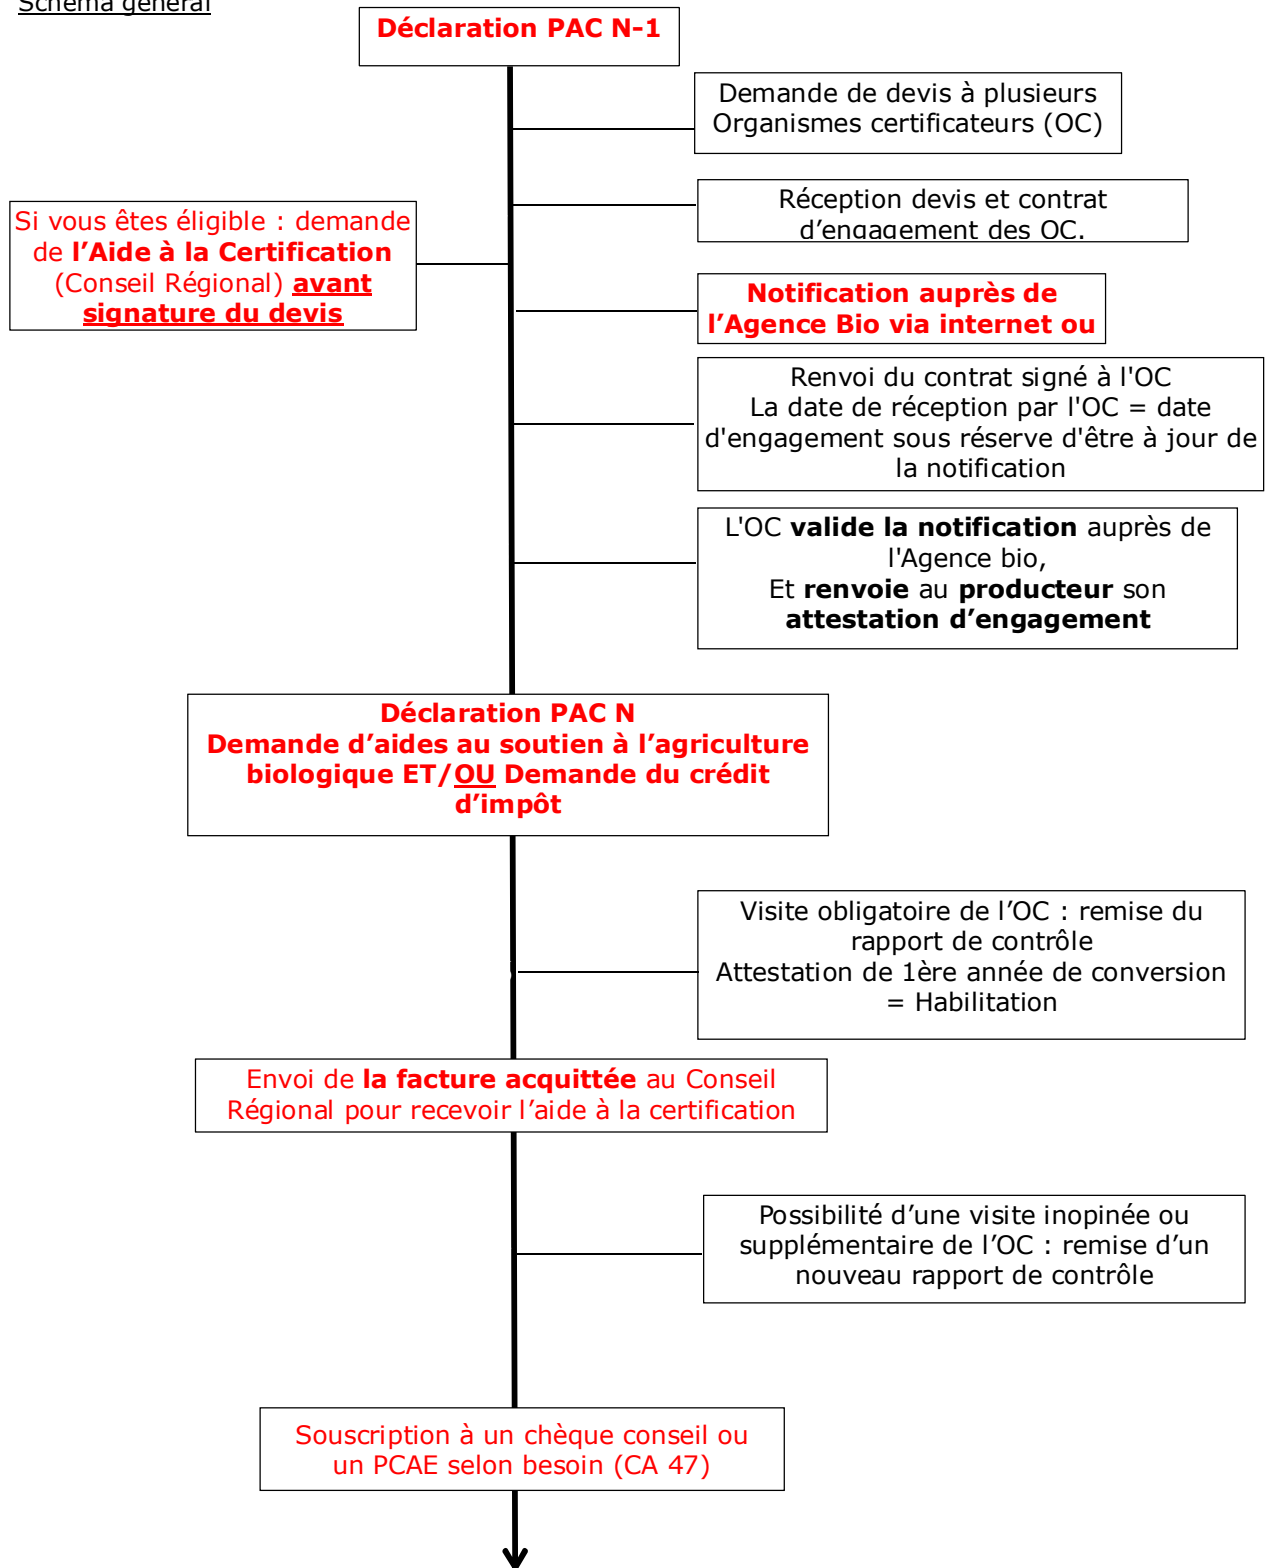 Schéma général
Déclaration PAC N-1
Demande de devis à plusieurs
Organismes certificateurs (OC)
Réception devis et contrat
d’engagement des OC.
Si vous êtes éligible : demande
de l’Aide à la Certification
(Conseil Régional) avant
signature du devis
Notification auprès de
l’Agence Bio via internet ou
Renvoi du contrat signé à l'OC
La date de réception par l'OC = date
d'engagement sous réserve d'être à jour de
la notification
L'OC valide la notification auprès de
l'Agence bio,
Et renvoie au producteur son
attestation d’engagement
Déclaration PAC N
Demande d’aides au soutien à l’agriculture
biologique ET/OU Demande du crédit
d’impôt
Visite obligatoire de l’OC : remise du
rapport de contrôle
Attestation de 1ère année de conversion
= Habilitation
Envoi de la facture acquittée au Conseil
Régional pour recevoir l’aide à la certification
Possibilité d’une visite inopinée ou
supplémentaire de l’OC : remise d’un
nouveau rapport de contrôle
Souscription à un chèque conseil ou
un PCAE selon besoin (CA 47)